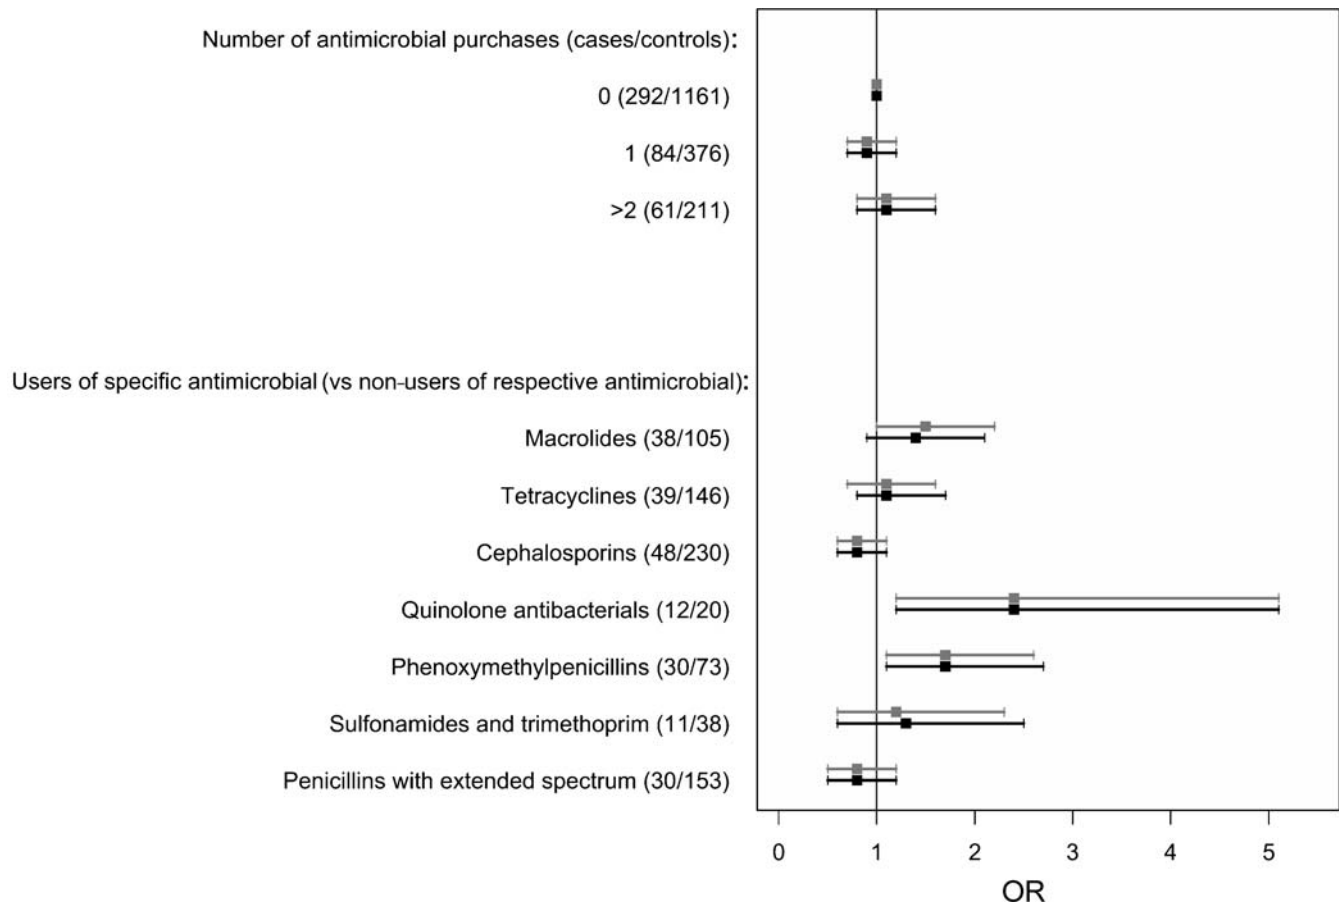 Number of antimicrobial purchases (cases/controls):
0 (292/1161)
1 (84/376)
>2 (61/211)
Users of specific antimicrobial (vs non-users of respective antimicrobial):
Macrolides (38/105)
Tetracyclines (39/146)
Cephalosporins (48/230)
Quinolone antibacterials (12/20)
Phenoxymethylpenicillins (30/73)
Sulfonamides and trimethoprim (11/38)
Penicillins with extended spectrum (30/153)
0 1 2 3 4 5
OR